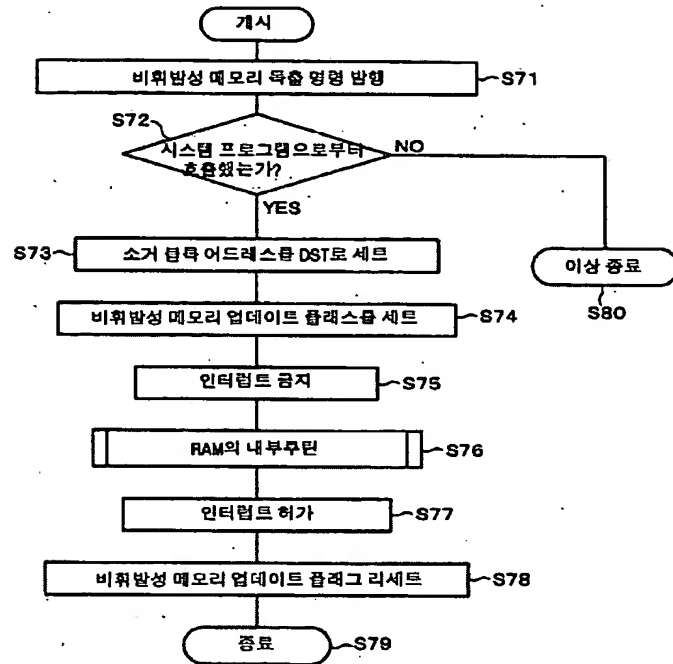 개시
비휘발성 메모리 독출 명령 발행
S71
S72
시스템 프로그램으로부터
호출했는가?
NO
YES
S73
소거 블록 어드레스를 DST로 세트
이상 종료
S80
비휘발성 메모리 업데이트 플래스를 세트
S74
인터럽트 금지
S75
RAM의 내부루틴
S76
인터럽트 허가
S77
비휘발성 메모리 업데이트 플래그 리세트
S78
종료
S79